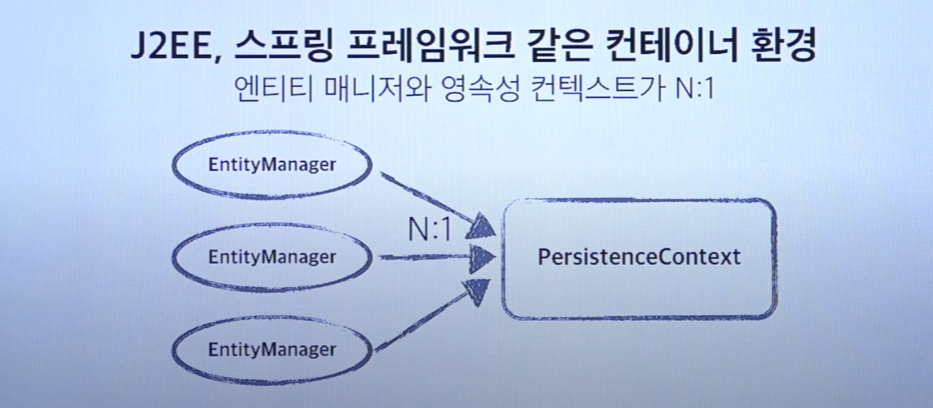 J2EE, 스프링 프레임워크 같은 컨테이너 환경
엔티티 매니저와 영속성 컨텍스트가 N:1
EntityManager
N:1
EntityManager
PersistenceContext
EntityManager